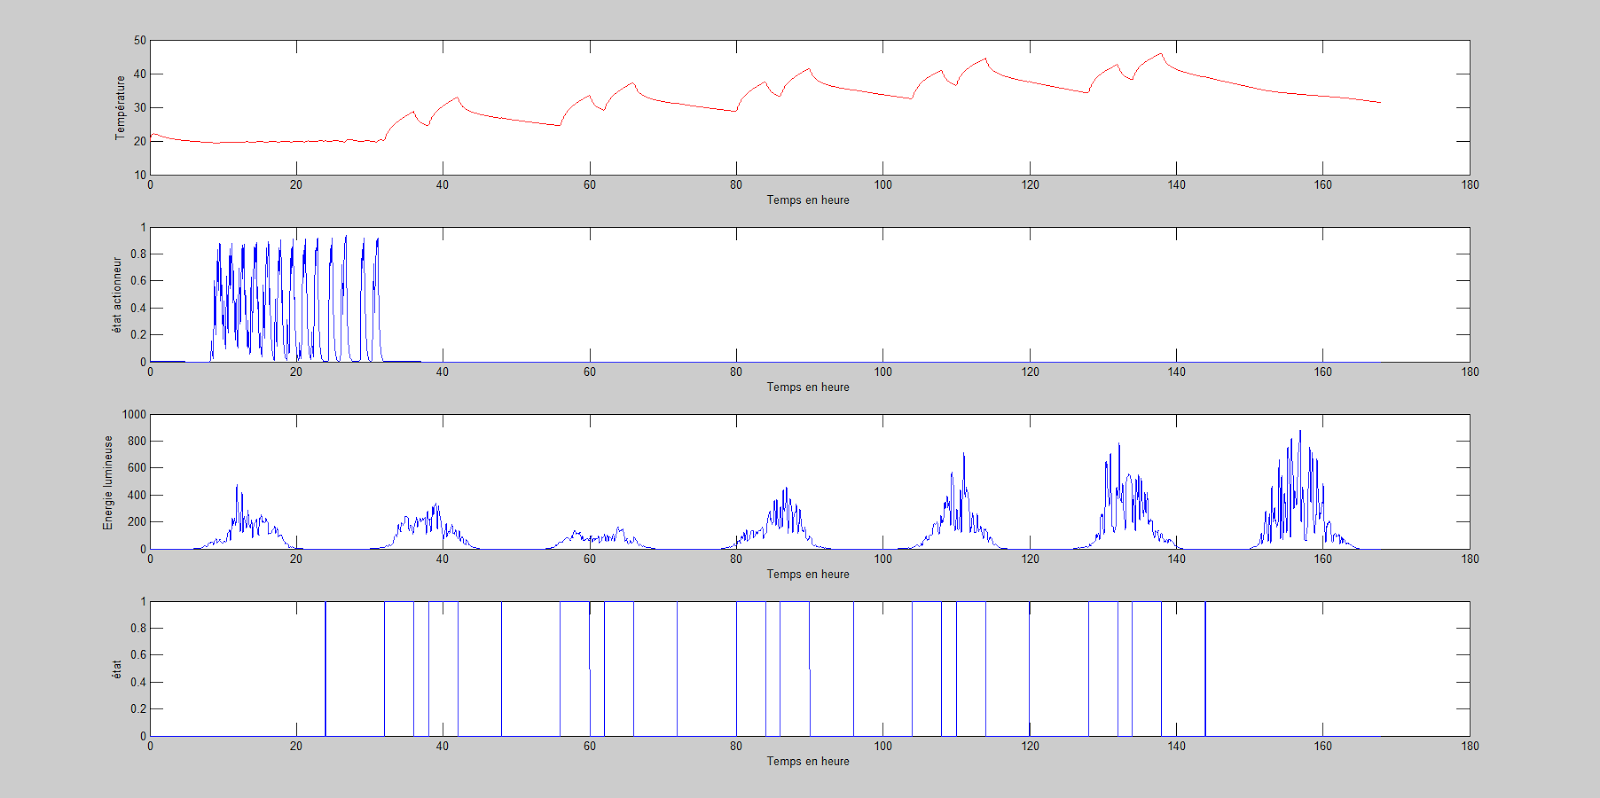 50
40
30
20
10
Température
0 20 40 60 80 100 120 140 160 180
Temps en heure
1
0.8
0.6
0.4
0.2
0
état actionneur
0 20 40 60 80 100 120 140 160 180
Temps en heure
1000
800
600
400
200
0
Energie lumineuse
0 20 40 60 80 100 120 140 160 180
Temps en heure
1
0.8
0.6
0.4
0.2
0
état
0 20 40 60 80 100 120 140 160 180
Temps en heure